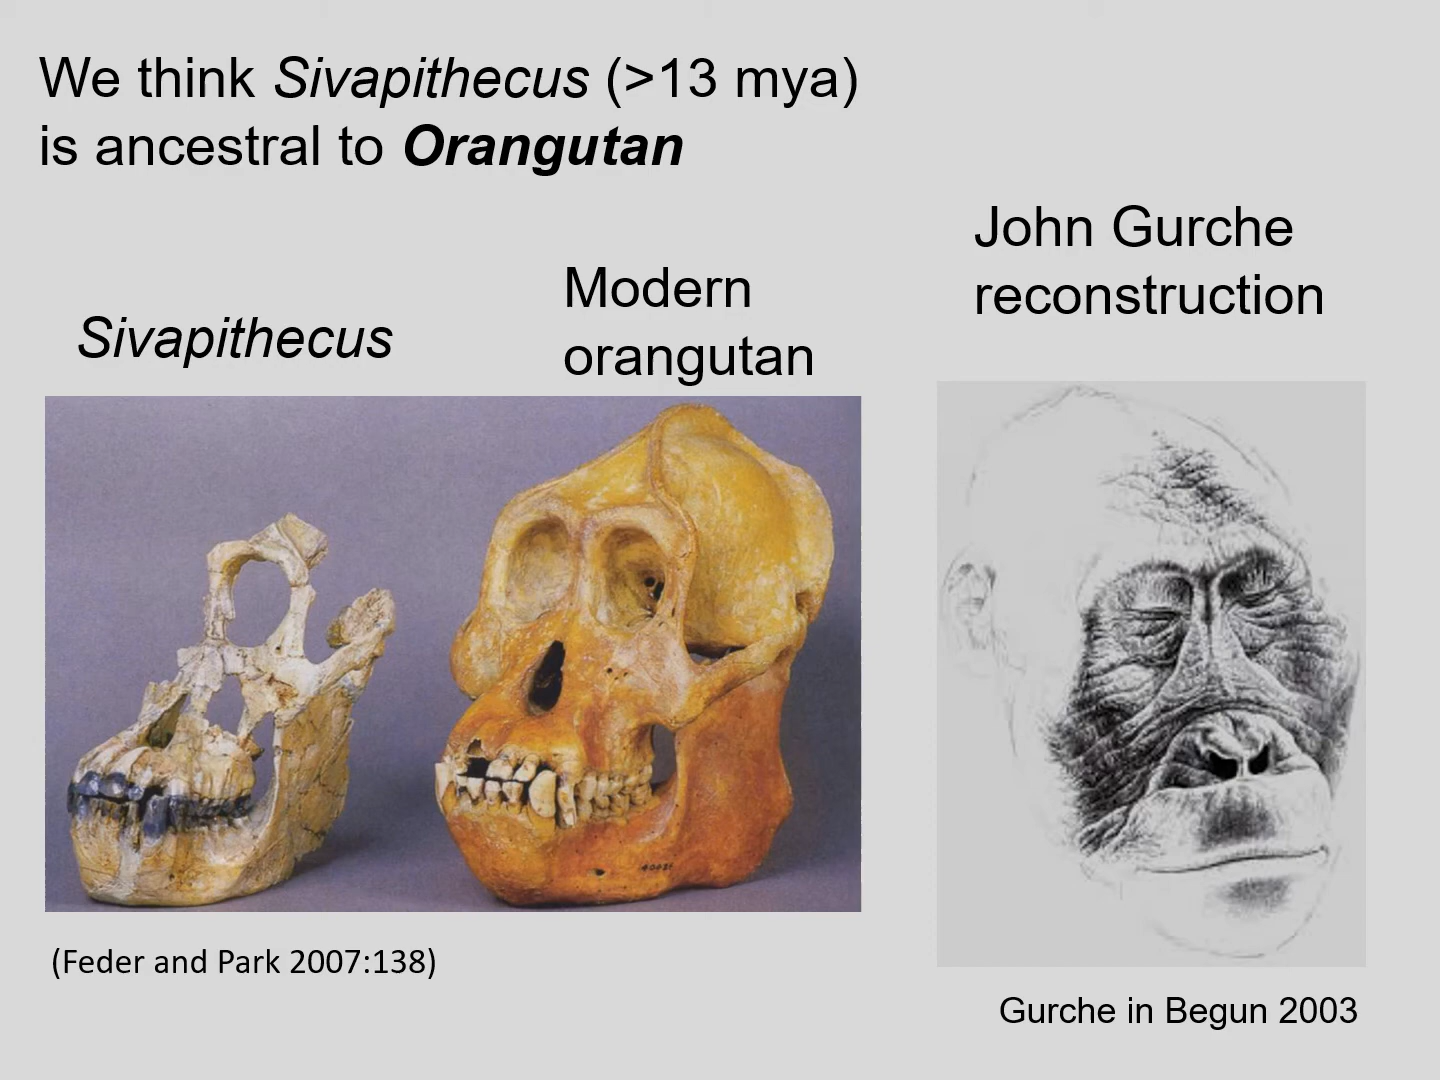 We think Sivapithecus (>13 mya)
is ancestral to Orangutan
John Gurche
reconstruction
Modern
orangutan
Sivapithecus
(Feder and Park 2007:138)
Gurche in Begun 2003